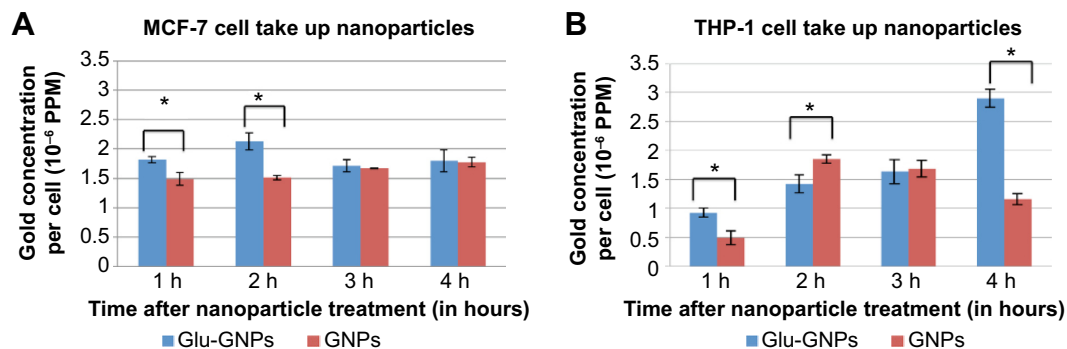 A
MCF-7 cell take up nanoparticles
Gold concentration
per cell (10⁻⁶ PPM)
3.5
3
2.5
2
1.5
1
0.5
0
*
*
1 h 2 h 3 h 4 h
Time after nanoparticle treatment (in hours)
Glu-GNPs GNPs
B
THP-1 cell take up nanoparticles
Gold concentration
per cell (10⁻⁶ PPM)
3.5
3
2.5
2
1.5
1
0.5
0
*
*
*
1 h 2 h 3 h 4 h
Time after nanoparticle treatment (in hours)
Glu-GNPs GNPs